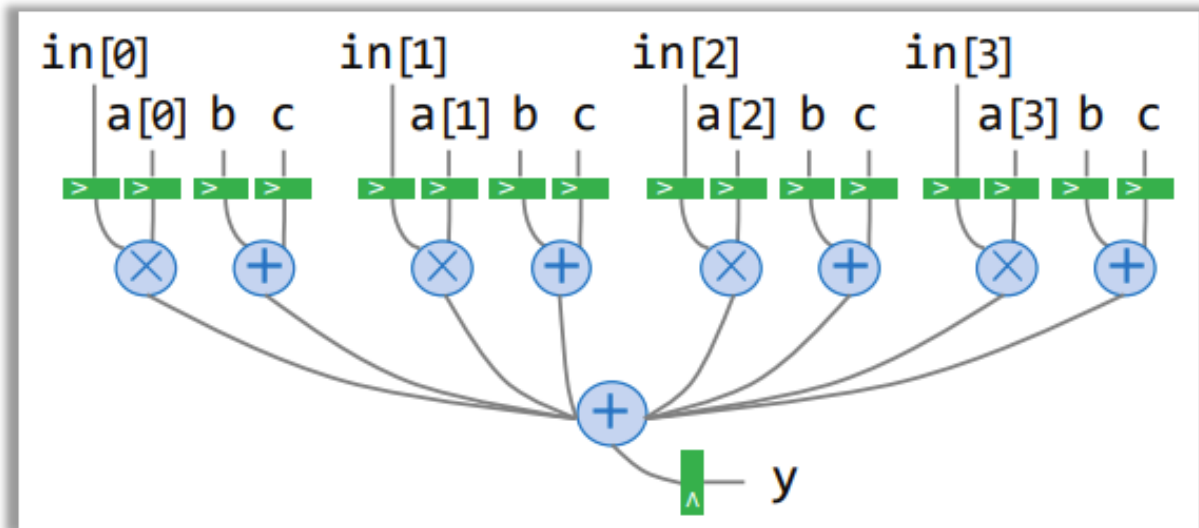 in[0] in[1] in[2] in[3]
a[0] b c a[1] b c a[2] b c a[3] b c
> > > > > > > > > > > > > > > >
× + × + × + × +
+
> y